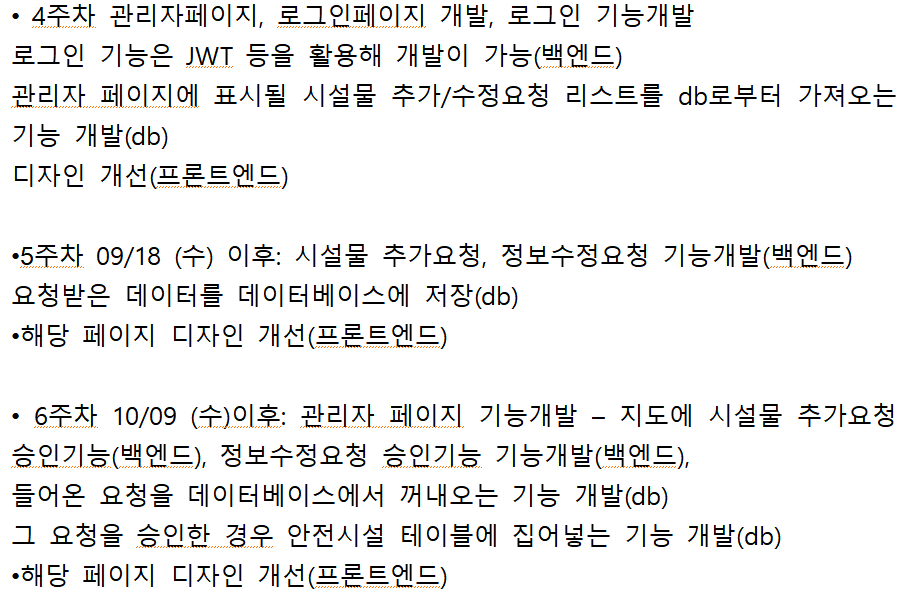 • 4주차 관리자페이지, 로그인페이지 개발, 로그인 기능개발
로그인 기능은 JWT 등을 활용해 개발이 가능(백엔드)
관리자 페이지에 표시될 시설물 추가/수정요청 리스트를 db로부터 가져오는
기능 개발(db)
디자인 개선(프론트엔드)
•5주차 09/18 (수) 이후: 시설물 추가요청, 정보수정요청 기능개발(백엔드)
요청받은 데이터를 데이터베이스에 저장(db)
•해당 페이지 디자인 개선(프론트엔드)
• 6주차 10/09 (수)이후: 관리자 페이지 기능개발 – 지도에 시설물 추가요청
승인기능(백엔드), 정보수정요청 승인기능 기능개발(백엔드),
들어온 요청을 데이터베이스에서 꺼내오는 기능 개발(db)
그 요청을 승인한 경우 안전시설 테이블에 집어넣는 기능 개발(db)
•해당 페이지 디자인 개선(프론트엔드)